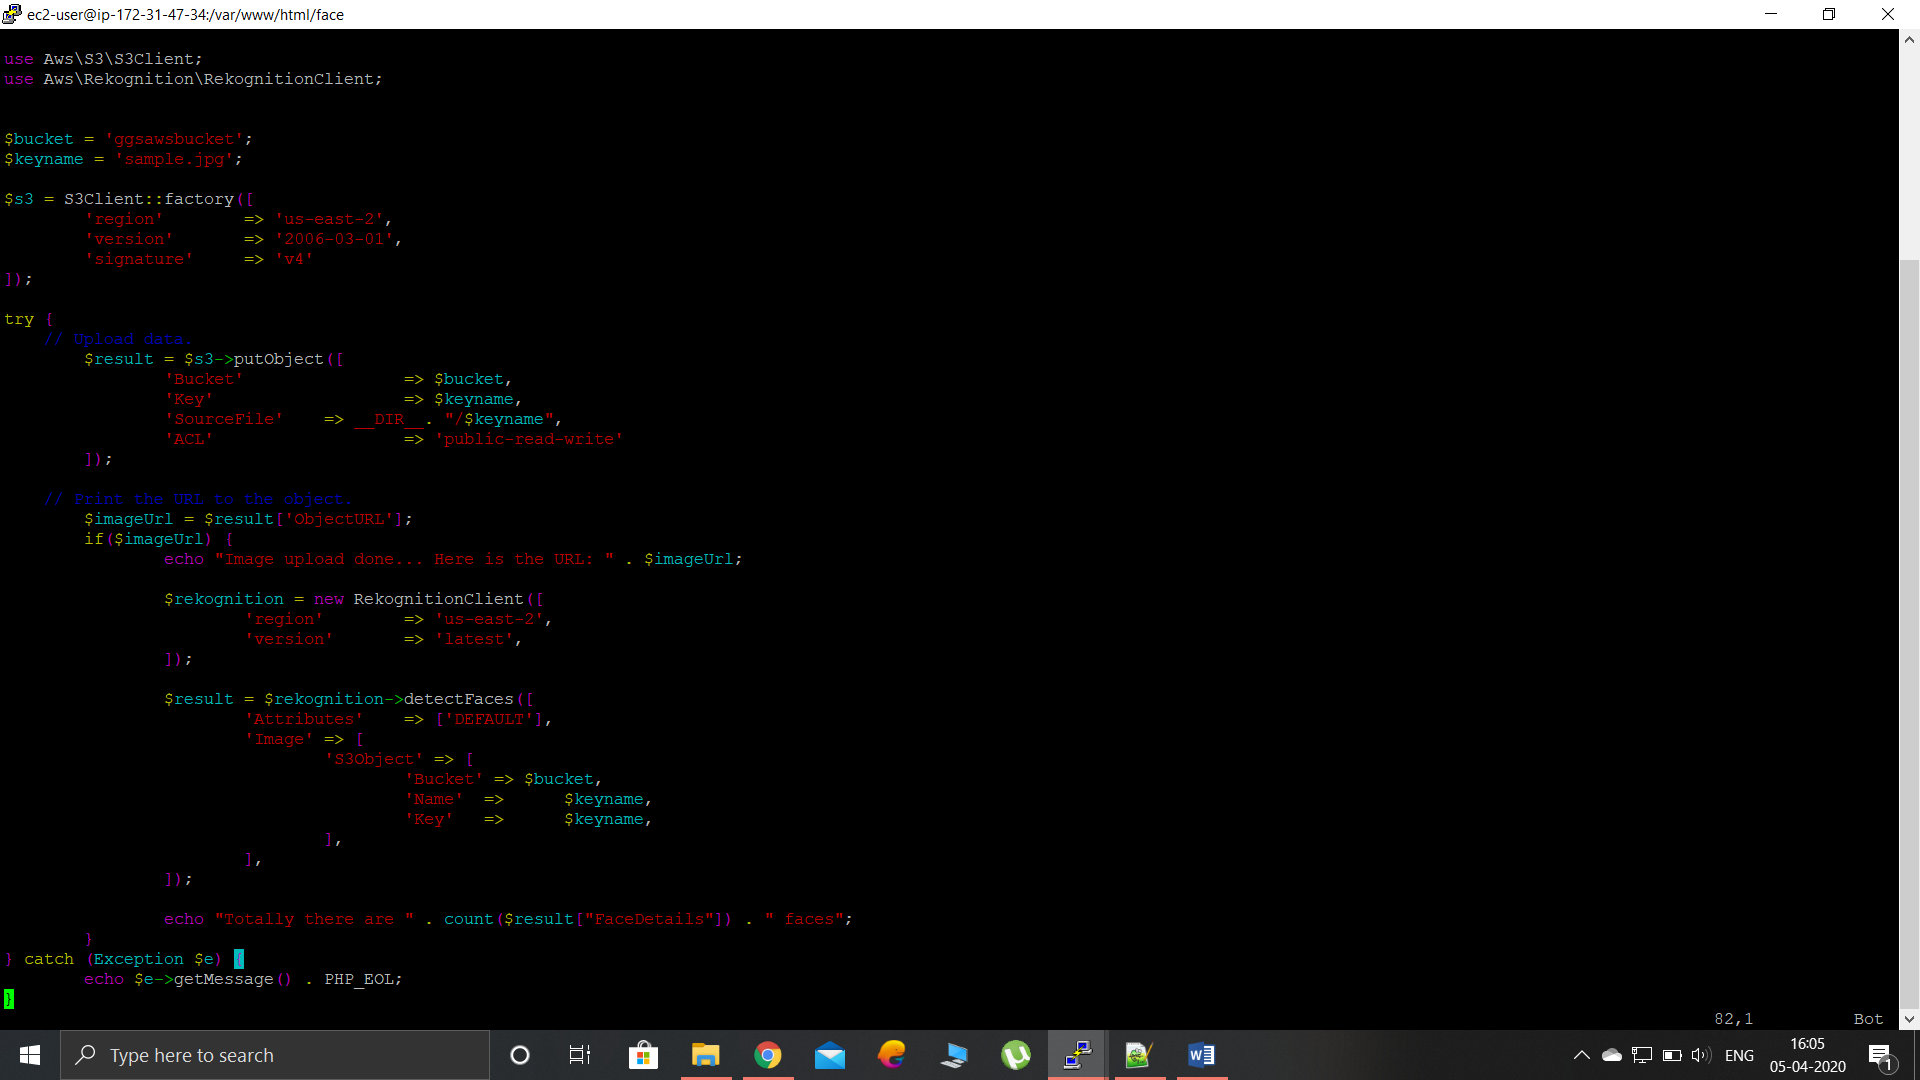 ec2-user@ip-172-31-47-34:/var/www/html/face
use Aws\S3\S3Client;
use Aws\Rekognition\RekognitionClient;
$bucket = 'ggsawsbucket';
$keyname = 'sample.jpg';
$s3 = S3Client::factory([
'region' => 'us-east-2',
'version' => '2006-03-01',
'signature' => 'v4'
]);
try {
// Upload data.
$result = $s3->putObject([
'Bucket' => $bucket,
'Key' => $keyname,
'SourceFile' => __DIR__. "/$keyname",
'ACL' => 'public-read-write'
]);
// Print the URL to the object.
$imageUrl = $result['ObjectURL'];
if($imageUrl) {
echo "Image upload done... Here is the URL: " . $imageUrl;
$rekognition = new RekognitionClient([
'region' => 'us-east-2',
'version' => 'latest',
]);
$result = $rekognition->detectFaces([
'Attributes' => ['DEFAULT'],
'Image' => [
'S3Object' => [
'Bucket' => $bucket,
'Name' => $keyname,
'Key' => $keyname,
],
],
]);
echo "Totally there are " . count($result["FaceDetails"]) . " faces";
}
} catch (Exception $e) {
echo $e->getMessage() . PHP_EOL;
}
82,1 Bot
Type here to search
ENG
16:05
05-04-2020
1